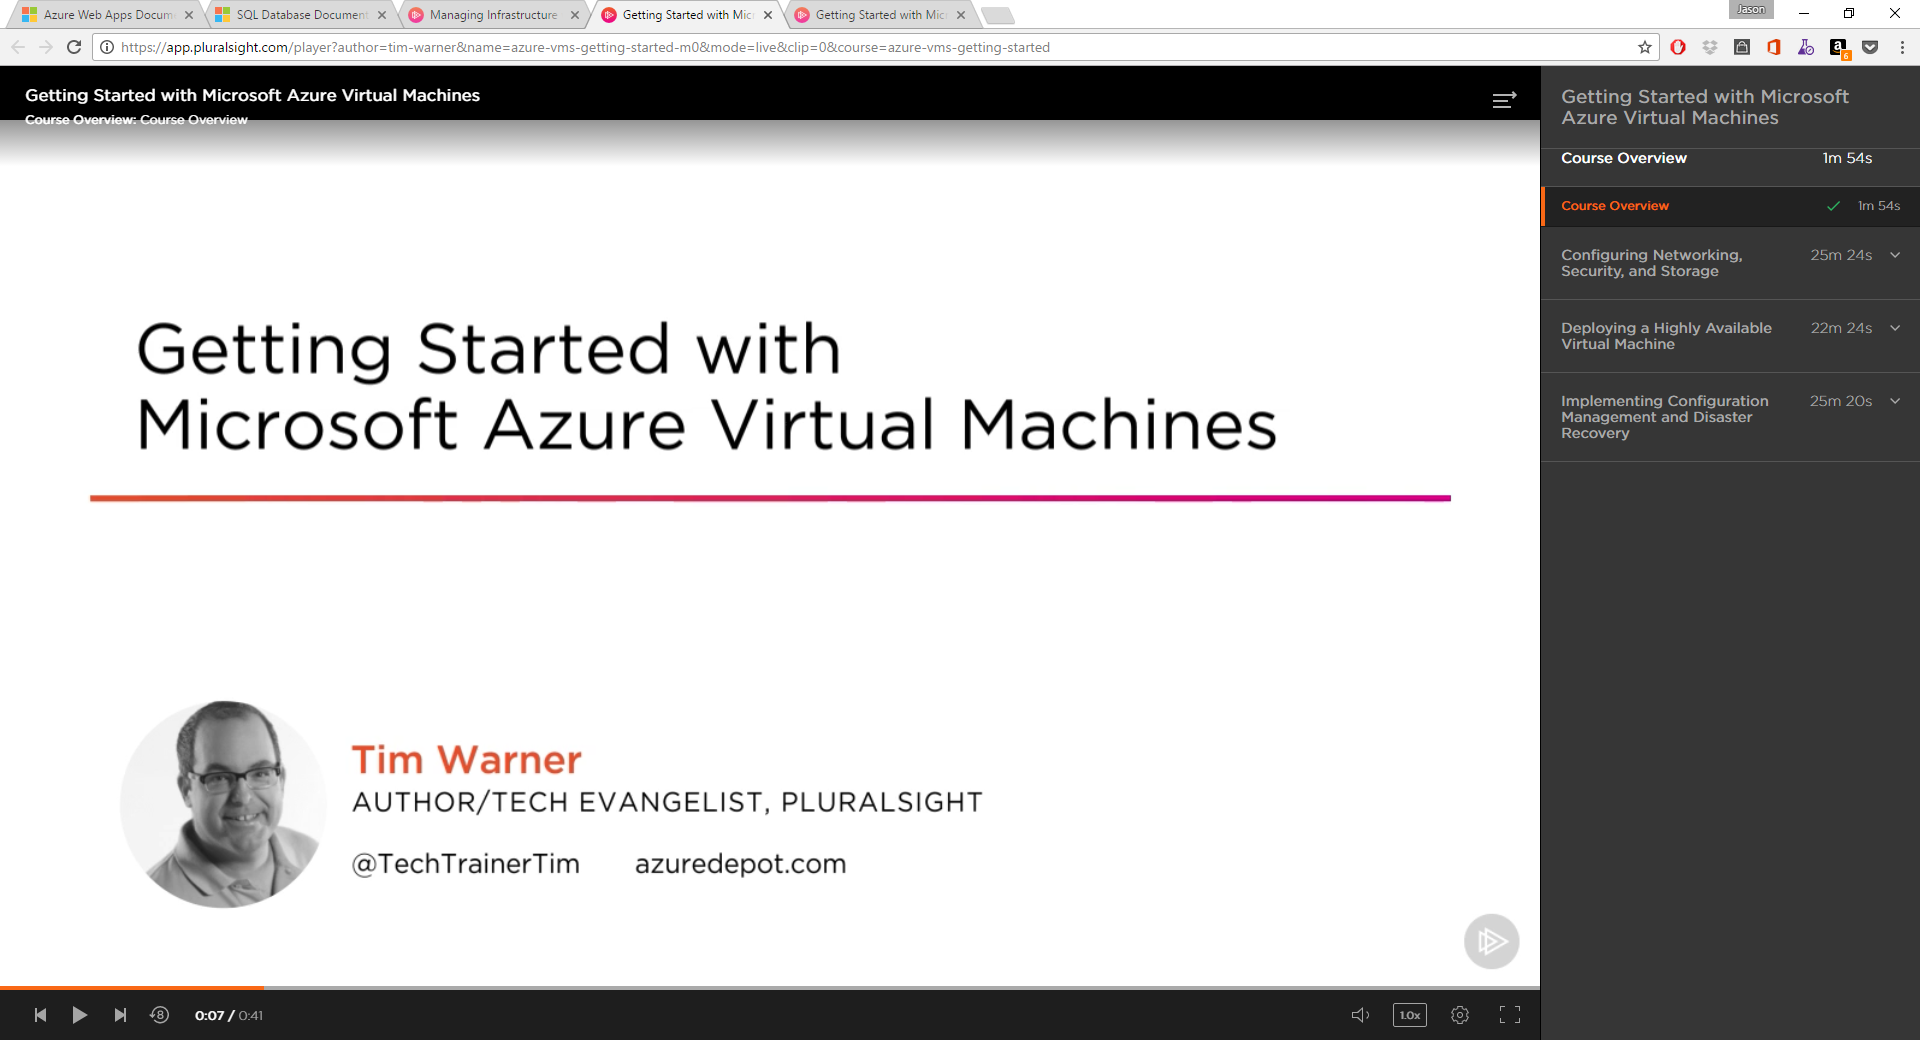 Azure Web Apps Docum
SQL Database Document
Managing Infrastructure
Getting Started with Mic
Getting Started with Mic
Jason
https://app.pluralsight.com/player?author=tim-warner&name=azure-vms-getting-started-m0&mode=live&clip=0&course=azure-vms-getting-started
6
Getting Started with Microsoft Azure Virtual Machines
Course Overview: Course Overview
Getting Started with
Microsoft Azure Virtual Machines
Tim Warner
AUTHOR/TECH EVANGELIST, PLURALSIGHT
@TechTrainerTim azuredepot.com
8
0:07 / 0:41
1.0x
Getting Started with Microsoft
Azure Virtual Machines
Course Overview 1m 54s
Course Overview 1m 54s
Configuring Networking, 25m 24s
Security, and Storage
Deploying a Highly Available 22m 24s
Virtual Machine
Implementing Configuration 25m 20s
Management and Disaster
Recovery